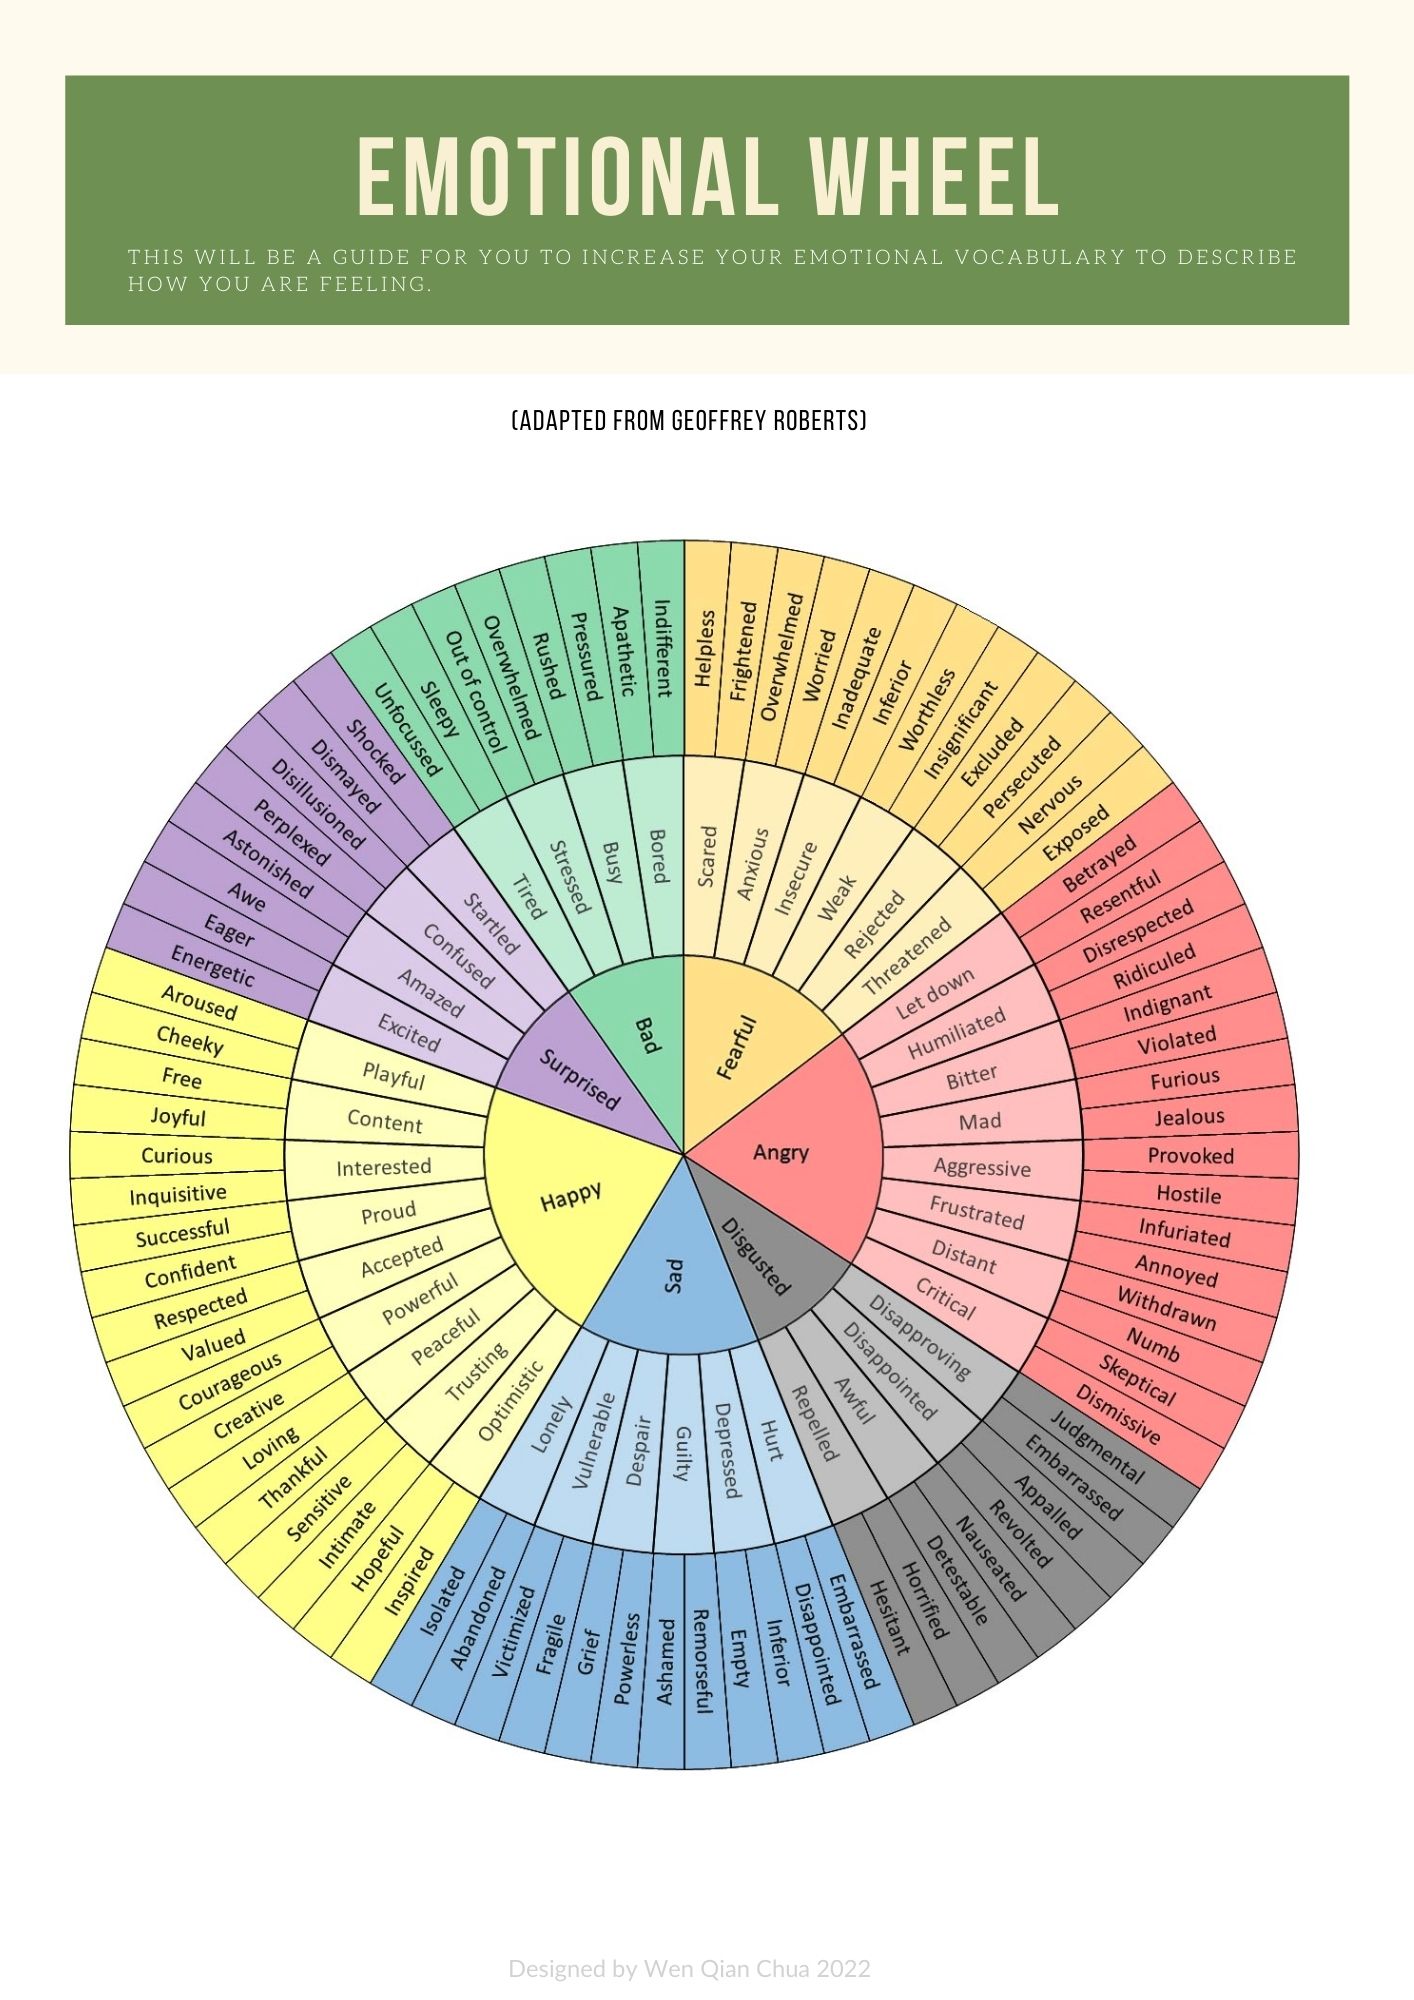 EMOTIONAL WHEEL
THIS WILL BE A GUIDE FOR YOU TO INCREASE YOUR EMOTIONAL VOCABULARY TO DESCRIBE
HOW YOU ARE FEELING.
(ADAPTED FROM GEOFFREY ROBERTS)
Fearful
Angry
Disgusted
Sad
Happy
Surprised
Bad
Scared
Anxious
Insecure
Weak
Rejected
Threatened
Let down
Humiliated
Bitter
Mad
Aggressive
Frustrated
Distant
Critical
Disapproving
Disappointed
Awful
Repelled
Hurt
Depressed
Guilty
Despair
Vulnerable
Lonely
Optimistic
Trusting
Peaceful
Powerful
Accepted
Proud
Interested
Content
Playful
Excited
Amazed
Confused
Startled
Tired
Stressed
Busy
Bored
Helpless
Frightened
Overwhelmed
Worried
Inadequate
Inferior
Worthless
Insignificant
Excluded
Persecuted
Nervous
Exposed
Betrayed
Resentful
Disrespected
Ridiculed
Indignant
Violated
Furious
Jealous
Provoked
Hostile
Infuriated
Annoyed
Withdrawn
Numb
Skeptical
Dismissive
Judgmental
Embarrassed
Appalled
Revolted
Nauseated
Detestable
Horrified
Hesitant
Embarrassed
Disappointed
Inferior
Empty
Remorseful
Ashamed
Powerless
Grief
Fragile
Victimized
Abandoned
Isolated
Inspired
Hopeful
Intimate
Sensitive
Thankful
Loving
Creative
Courageous
Valued
Respected
Confident
Successful
Inquisitive
Curious
Joyful
Free
Cheeky
Aroused
Energetic
Eager
Awe
Astonished
Perplexed
Disillusioned
Dismayed
Shocked
Unfocussed
Sleepy
Out of control
Overwhelmed
Rushed
Pressured
Apathetic
Indifferent
Designed by Wen Qian Chua 2022